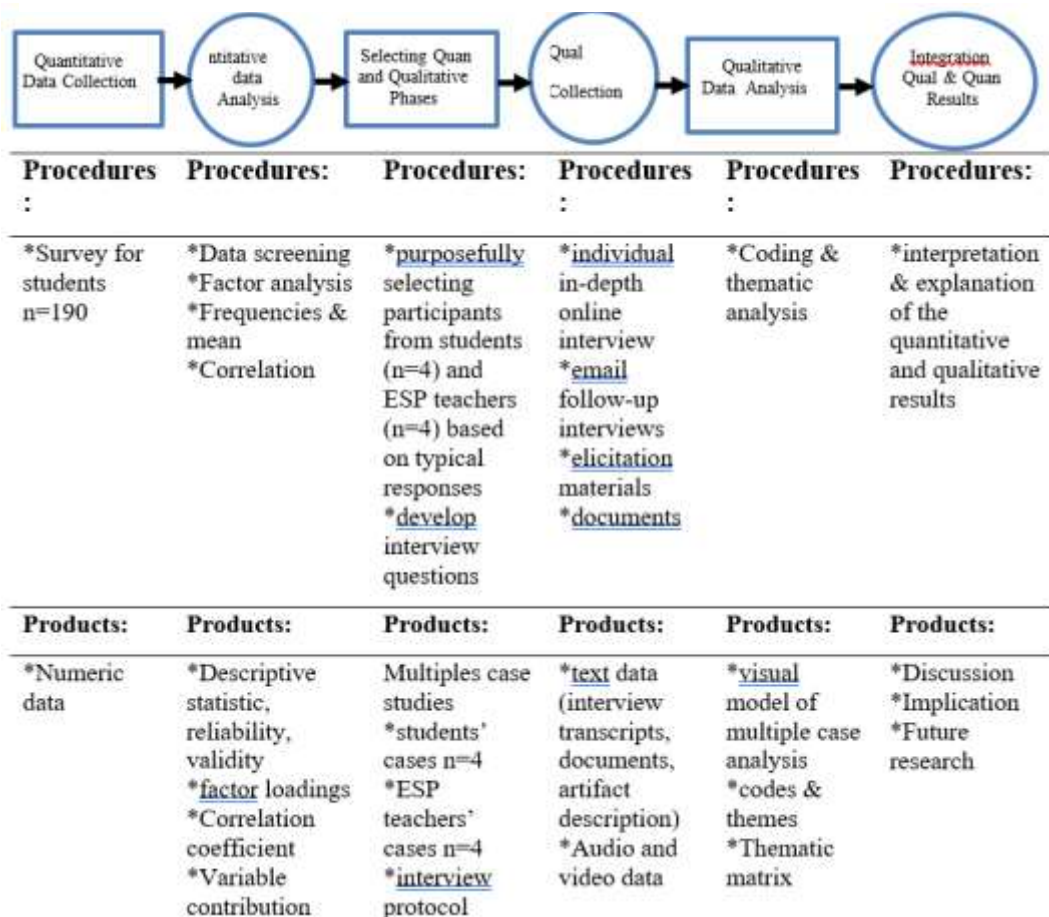 Quantitative
Data Collection
ntitative
data
Analysis
Selecting Quan
and Qualitative
Phases
Qual
Collection
Qualitative
Data Analysis
Integration
Qual & Quan
Results
Procedures
:
Procedures:
Procedures:
Procedures
:
Procedures
:
Procedures:
*Survey for
students
n=190
*Data screening
*Factor analysis
*Frequencies &
mean
*Correlation
*purposefully
selecting
participants
from students
(n=4) and
ESP teachers
(n=4) based
on typical
responses
*develop
interview
questions
*individual
in-depth
online
interview
*email
follow-up
interviews
*elicitation
materials
*documents
*Coding &
thematic
analysis
*interpretation
& explanation
of the
quantitative
and qualitative
results
Products:
Products:
Products:
Products:
Products:
Products:
*Numeric
data
*Descriptive
statistic,
reliability,
validity
*factor loadings
*Correlation
coefficient
*Variable
contribution
Multiples case
studies
*students’
cases n=4
*ESP
teachers’
cases n=4
*interview
protocol
*text data
(interview
transcripts,
documents,
artifact
description)
*Audio and
video data
*visual
model of
multiple case
analysis
*codes &
themes
*Thematic
matrix
*Discussion
*Implication
*Future
research